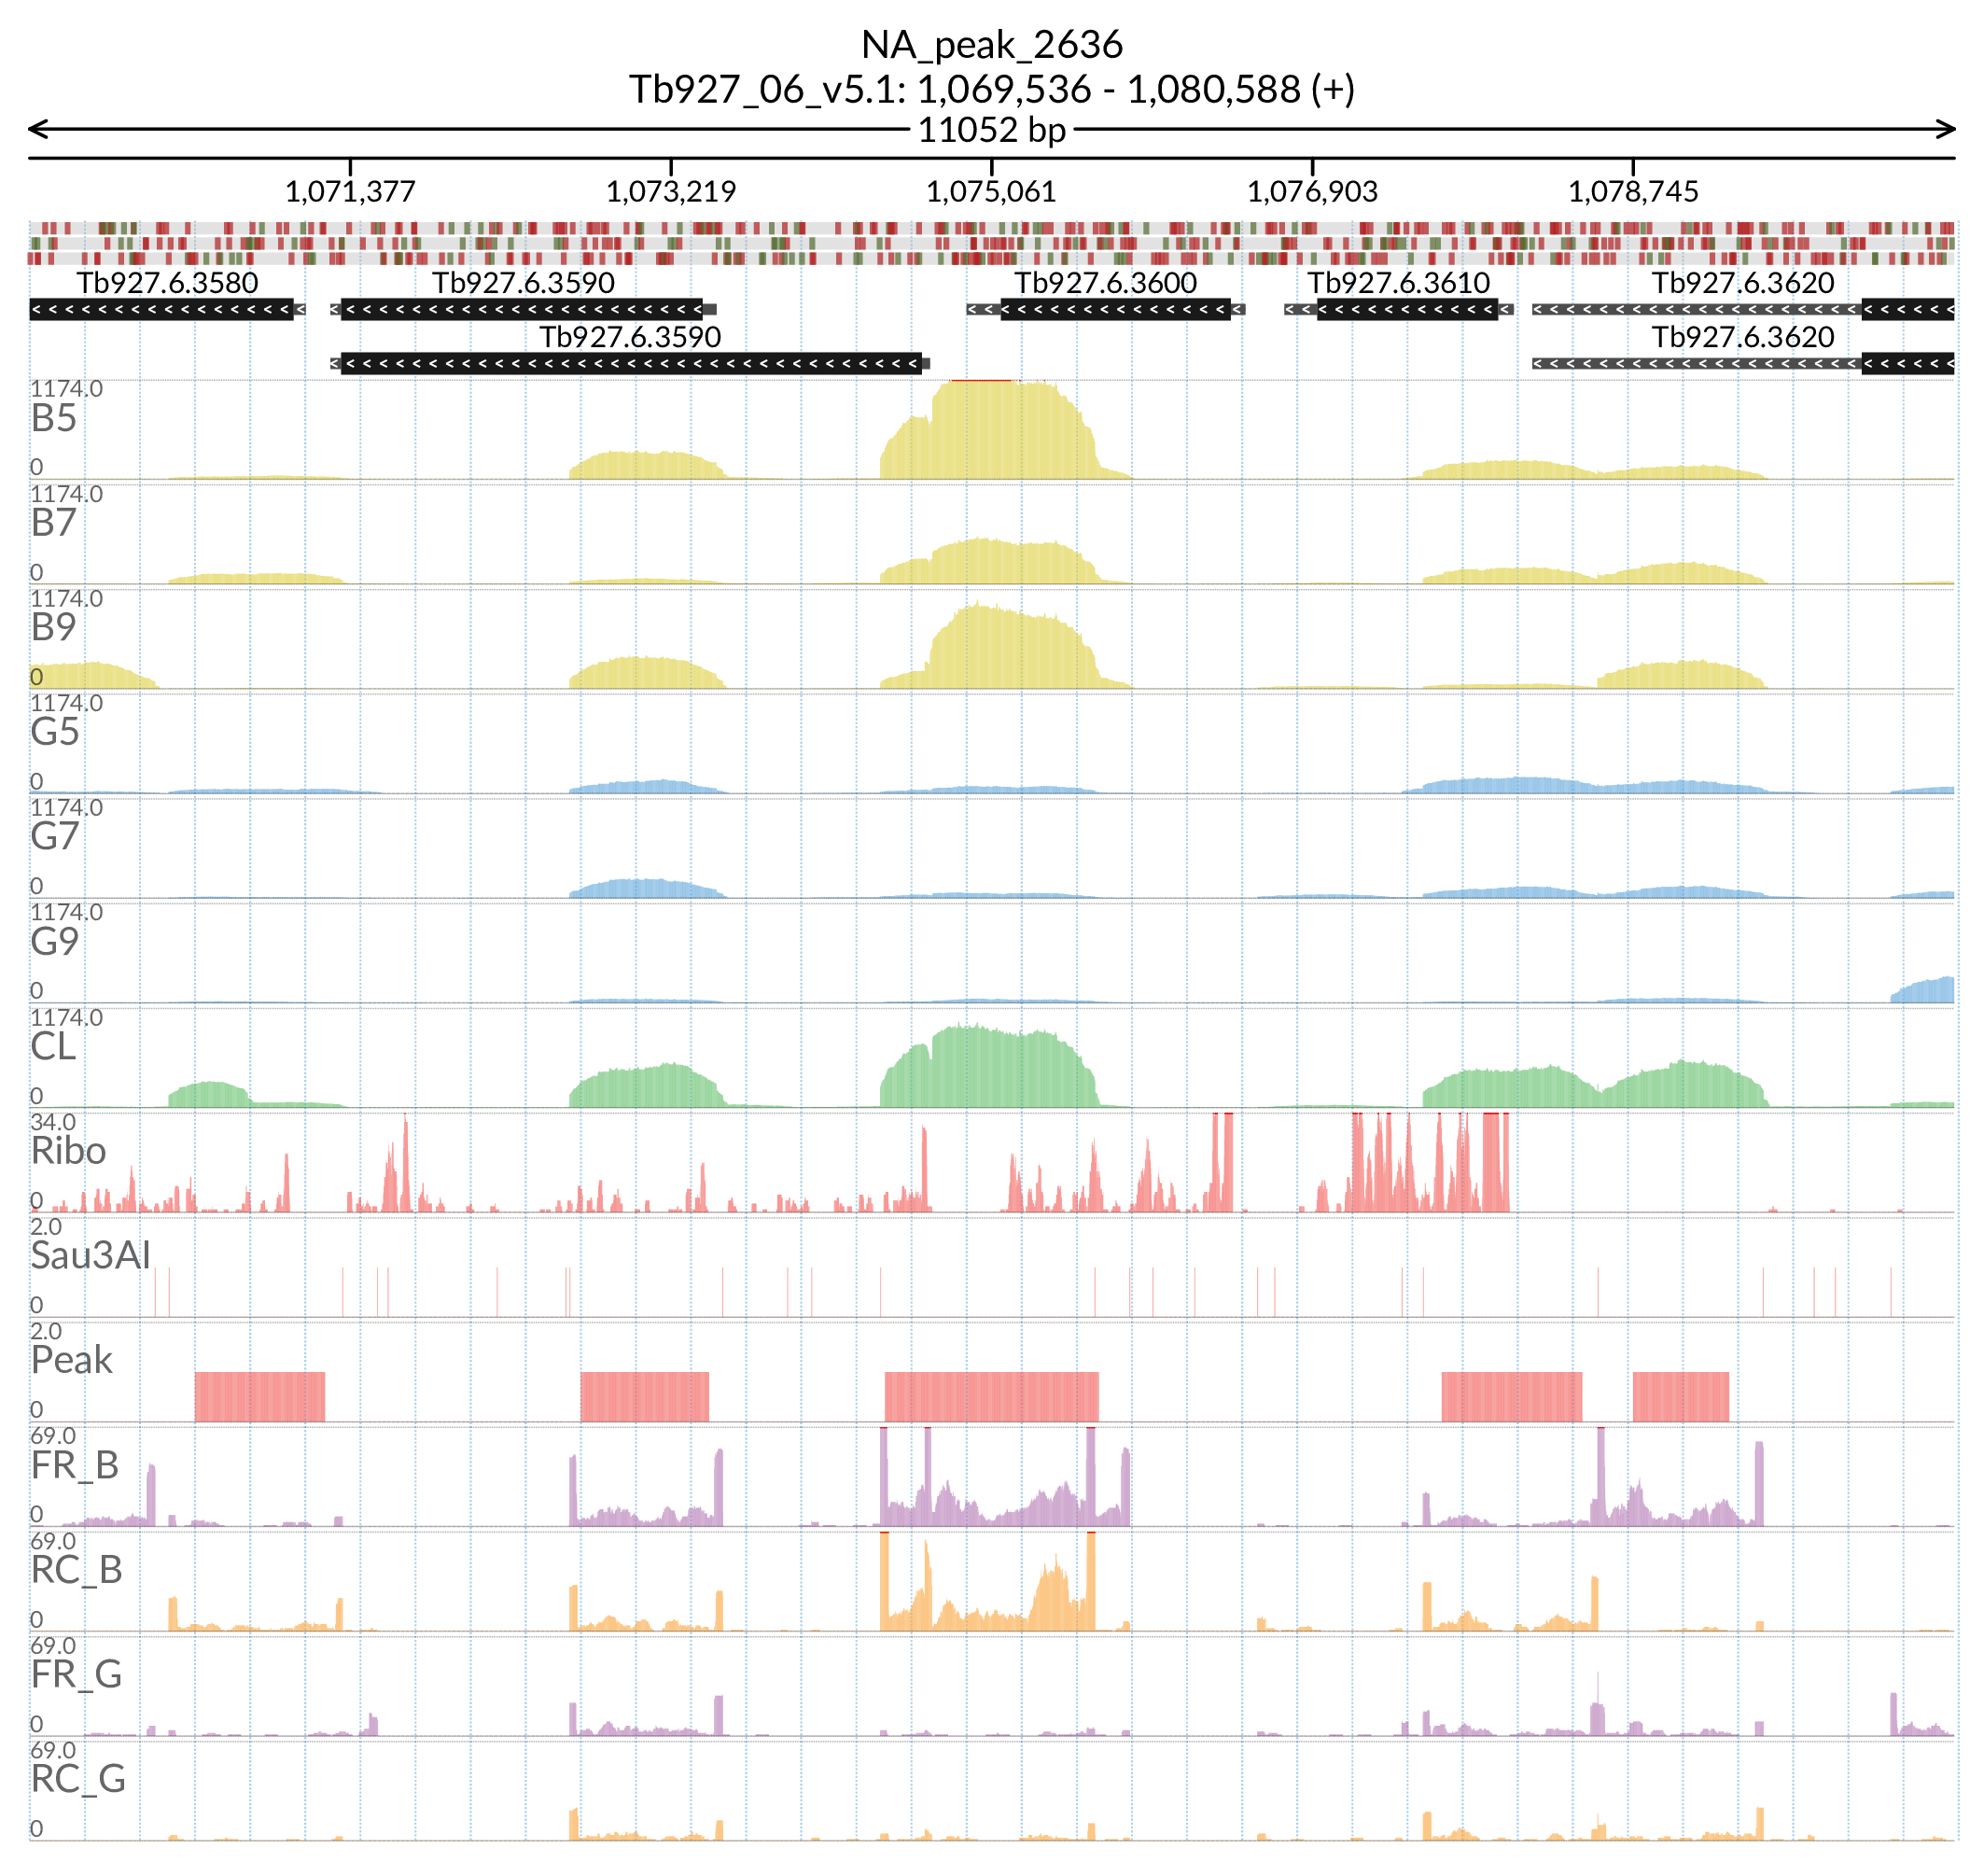 NA_peak_2636
Tb927_06_v5.1: 1,069,536 - 1,080,588 (+)
11052 bp
1,071,377 1,073,219 1,075,061 1,076,903 1,078,745
Tb927.6.3580 Tb927.6.3590 Tb927.6.3600 Tb927.6.3610 Tb927.6.3620
Tb927.6.3590 Tb927.6.3620
1174.0
B5
0
1174.0
B7
0
1174.0
B9
0
1174.0
G5
0
1174.0
G7
0
1174.0
G9
0
1174.0
CL
0
34.0
Ribo
0
2.0
Sau3AI
0
2.0
Peak
0
69.0
FR_B
0
69.0
RC_B
0
69.0
FR_G
0
69.0
RC_G
0